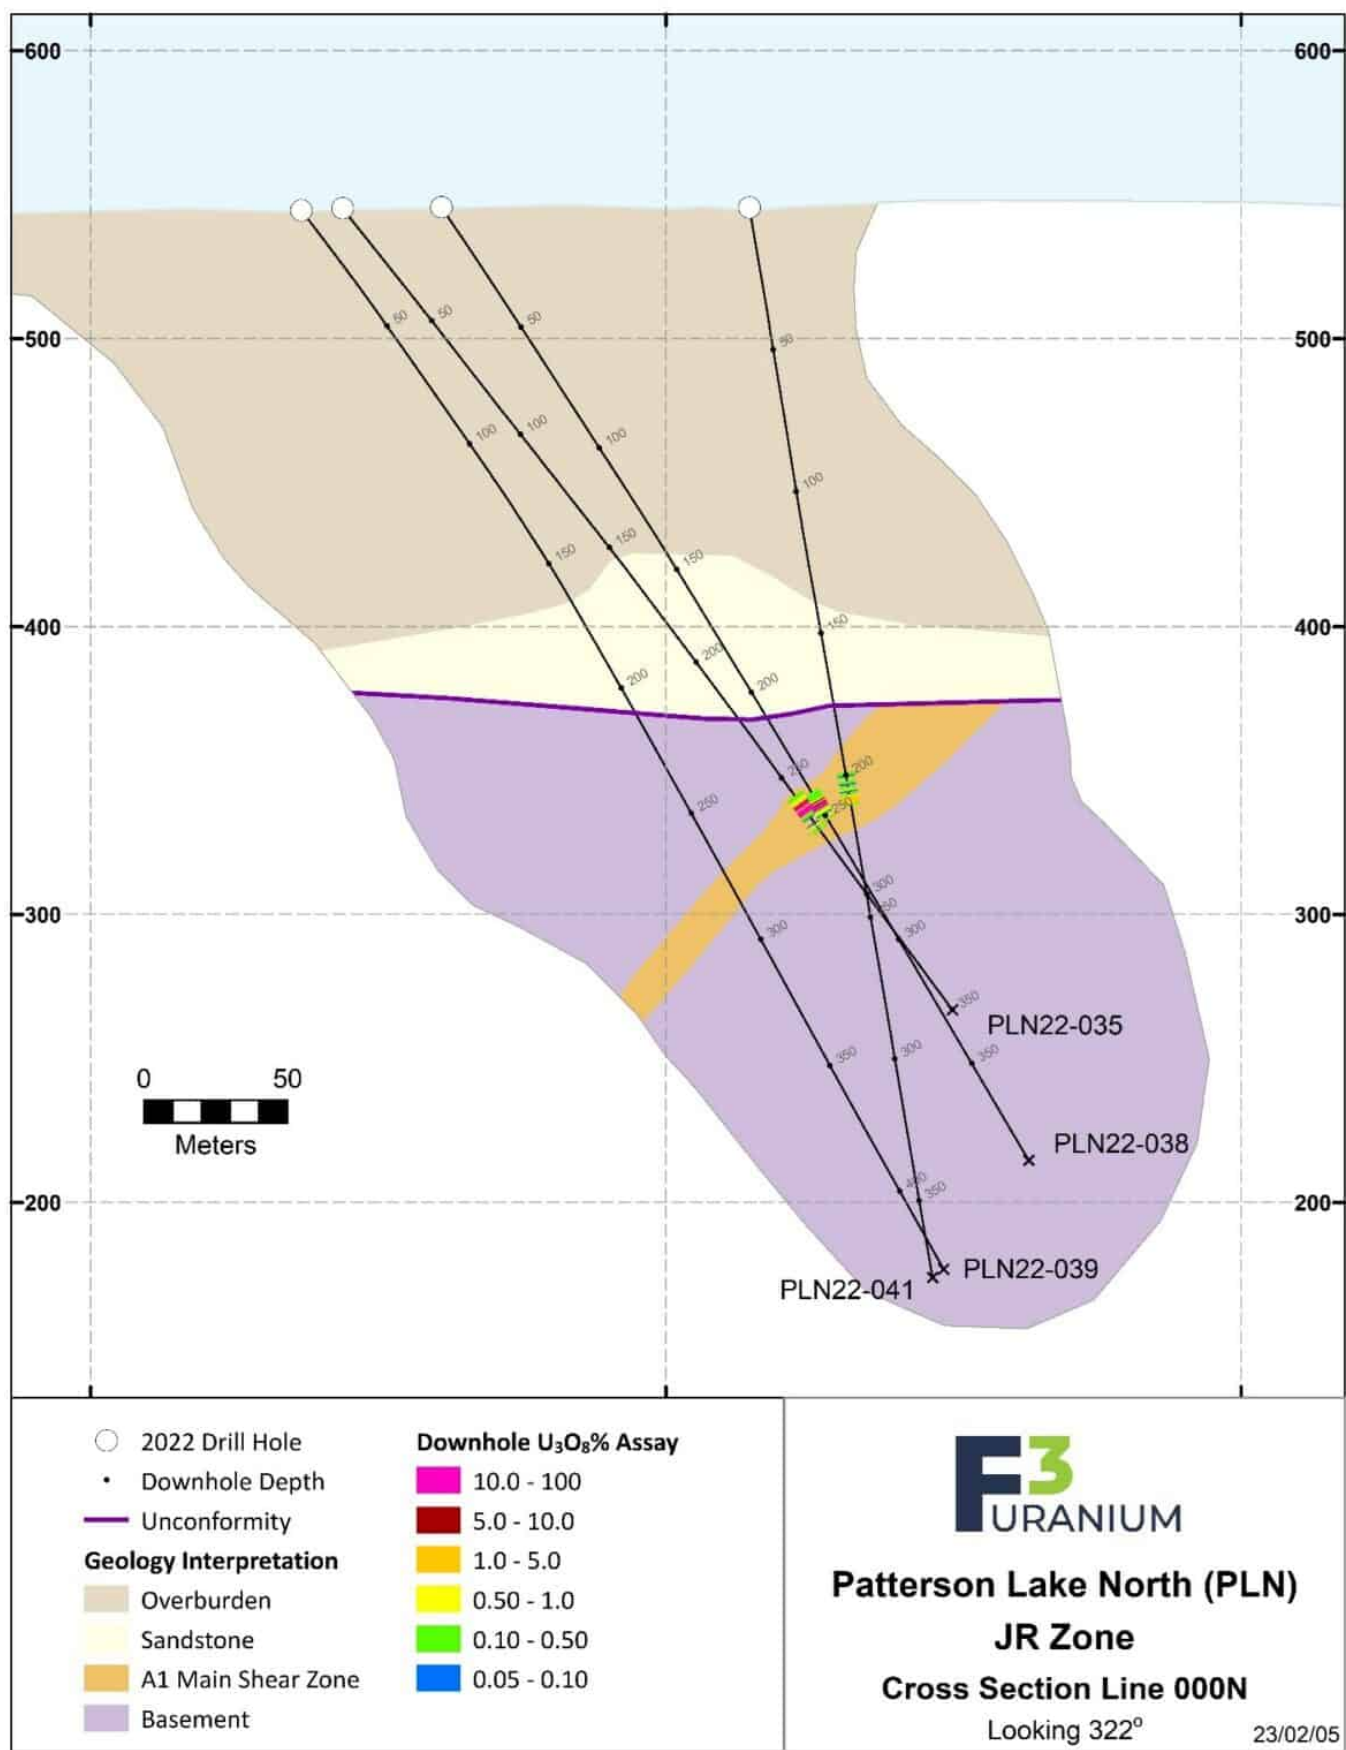 600 600
50 50 50 50
500 500
100 100 100 100
150 150 150 150
400 400
200 200 200 200
250 250 250
300 300
300 300 300
350 350 300 350
PLN22-035
0 50
Meters
PLN22-038
200 200
400 350
PLN22-039
PLN22-041
2022 Drill Hole
Downhole Depth
Unconformity
Geology Interpretation
Overburden
Sandstone
A1 Main Shear Zone
Basement
Downhole U₃O₈% Assay
10.0 - 100
5.0 - 10.0
1.0 - 5.0
0.50 - 1.0
0.10 - 0.50
0.05 - 0.10
F3
URANIUM
Patterson Lake North (PLN)
JR Zone
Cross Section Line 000N
Looking 322°
23/02/05